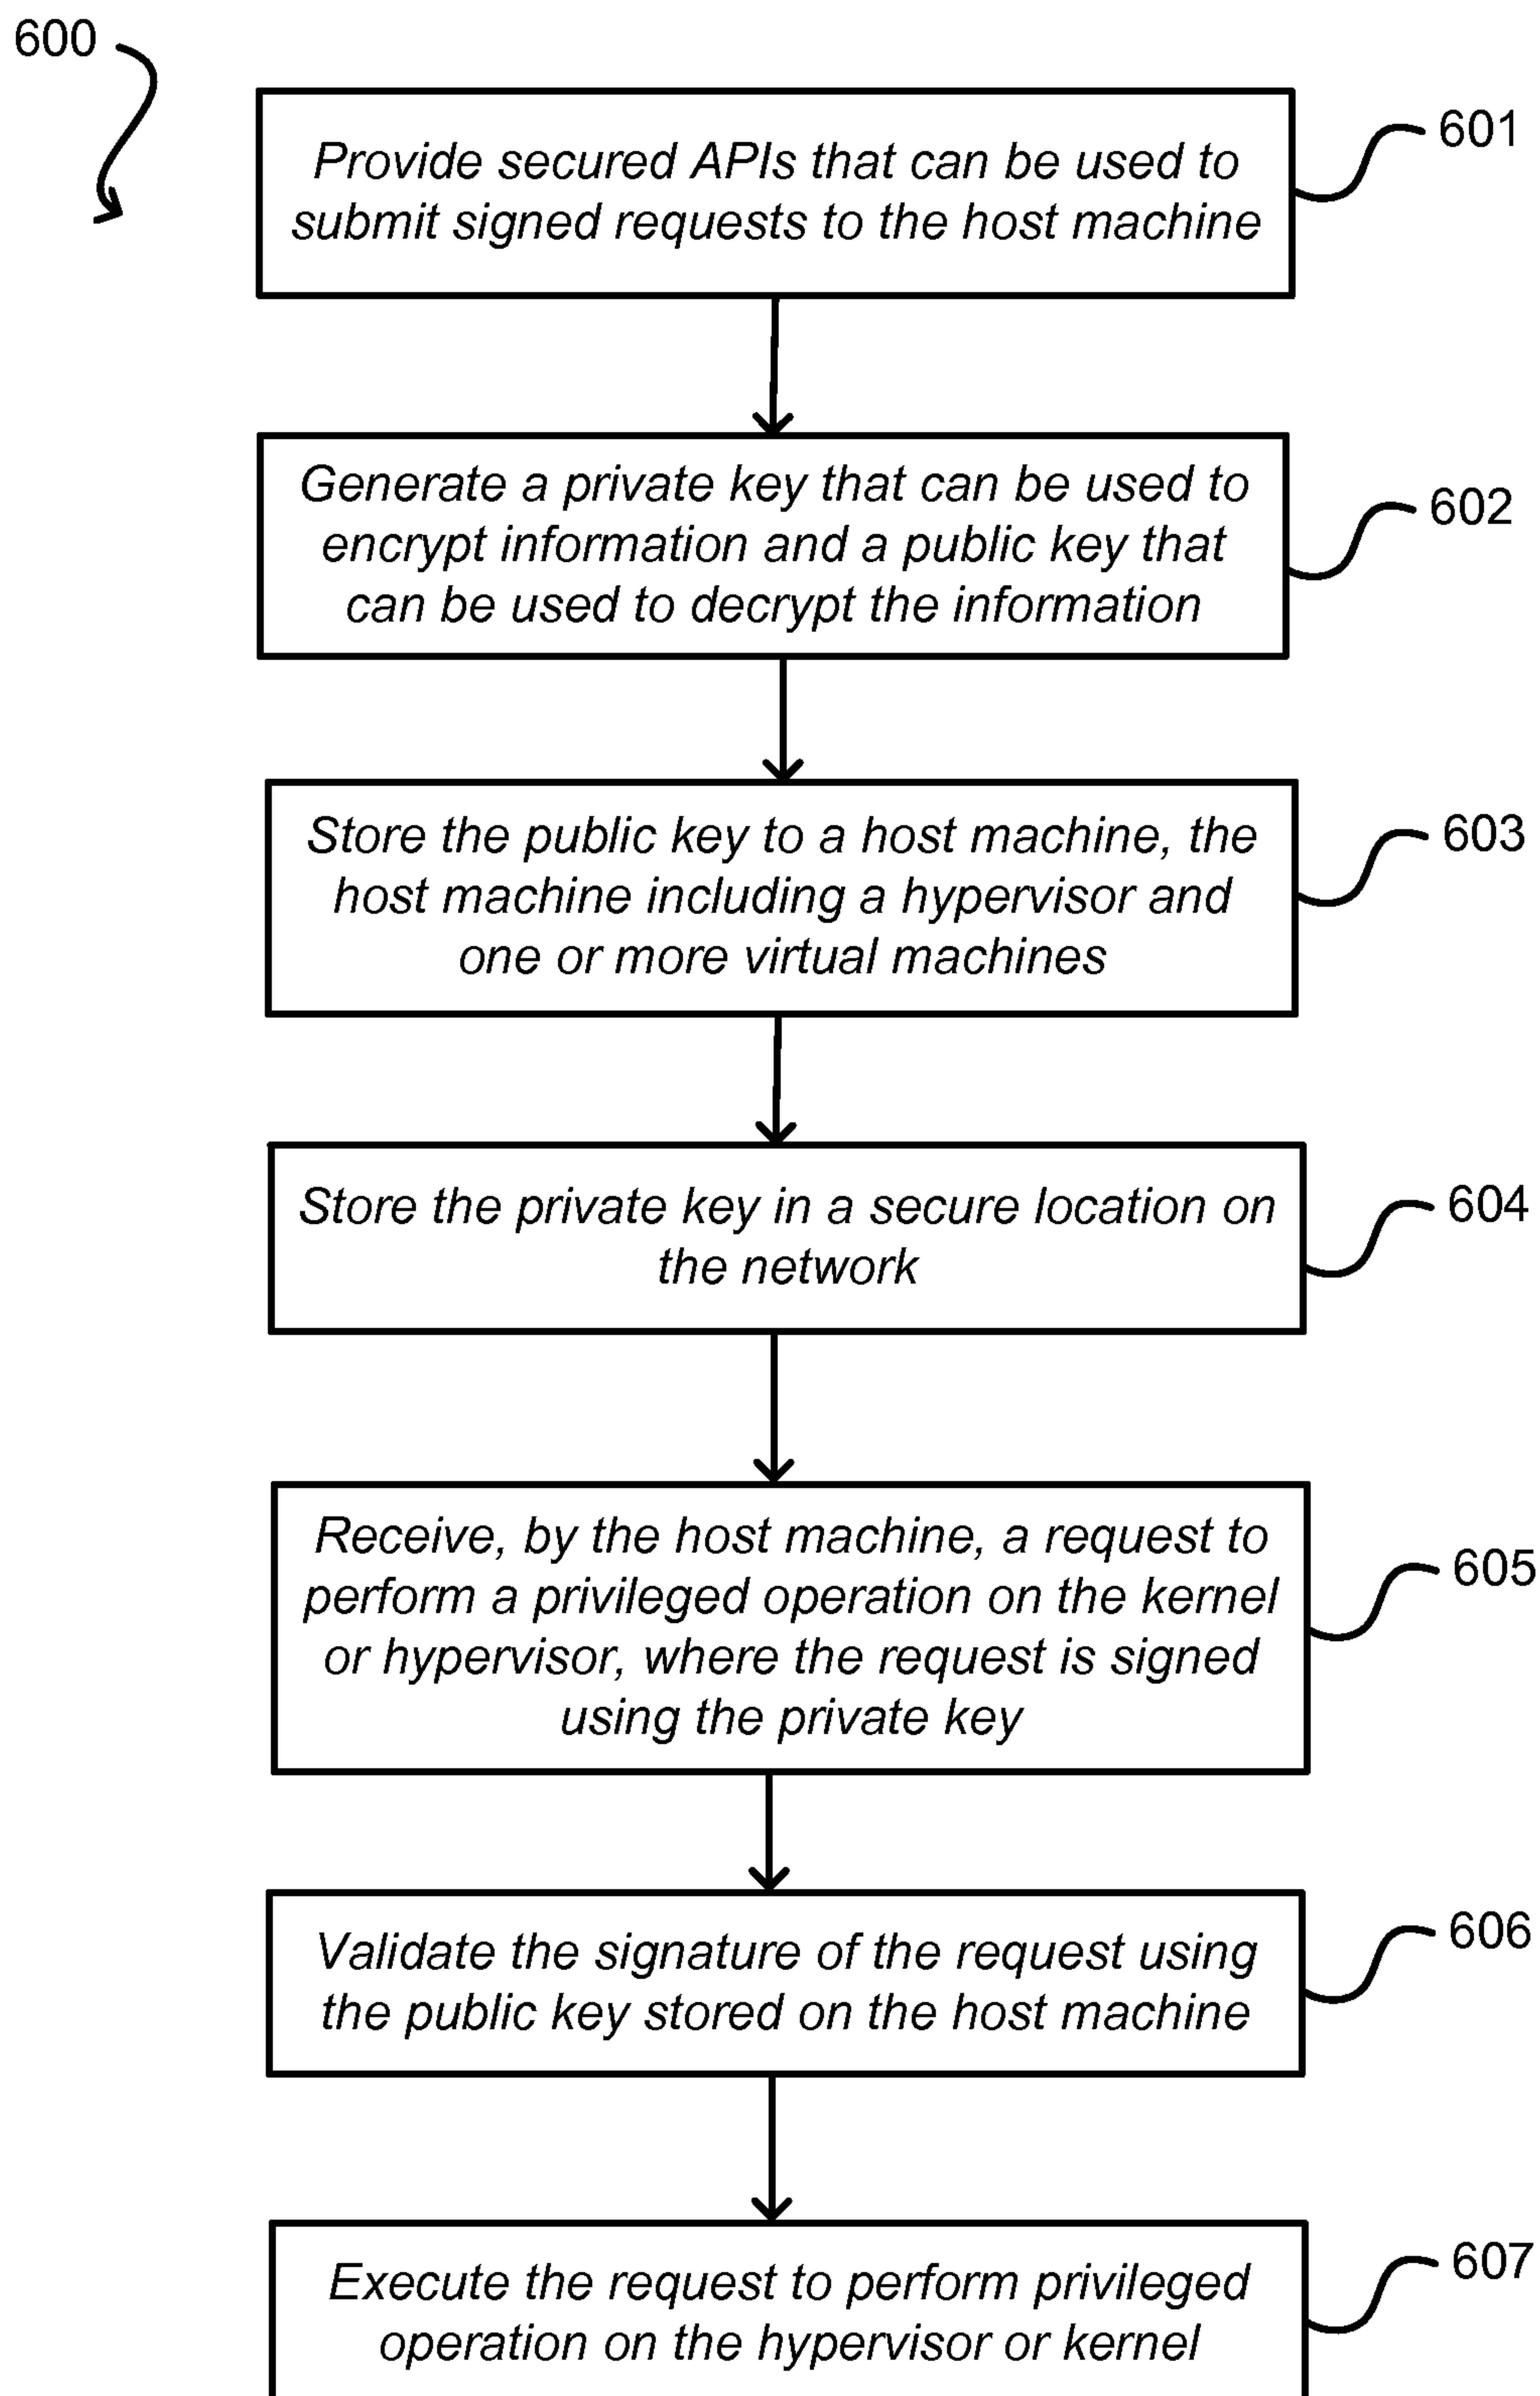 600
Provide secured APIs that can be used to
submit signed requests to the host machine
601
Generate a private key that can be used to
encrypt information and a public key that
can be used to decrypt the information
602
Store the public key to a host machine, the
host machine including a hypervisor and
one or more virtual machines
603
Store the private key in a secure location on
the network
604
Receive, by the host machine, a request to
perform a privileged operation on the kernel
or hypervisor, where the request is signed
using the private key
605
Validate the signature of the request using
the public key stored on the host machine
606
Execute the request to perform privileged
operation on the hypervisor or kernel
607